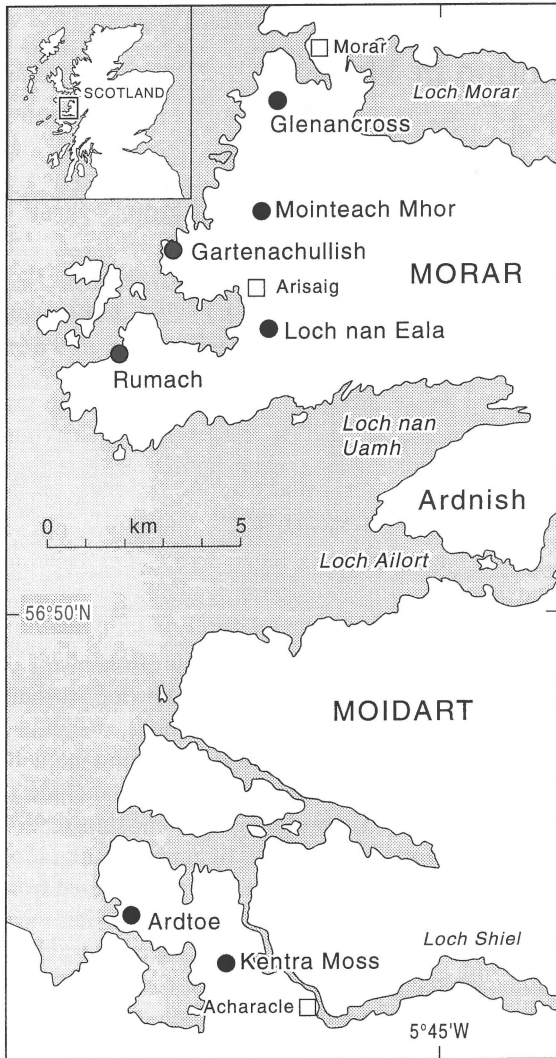 SCOTLAND
Morar
Loch Morar
Glenancross
Mointeach Mhor
Gartenachullish
MORAR
Arisaig
Loch nan Eala
Rumach
Loch nan
Uamh
Ardnish
0 km 5
Loch Ailort
56°50'N
MOIDART
Ardtoe
Loch Shiel
Kentra Moss
Acharacle
5°45'W